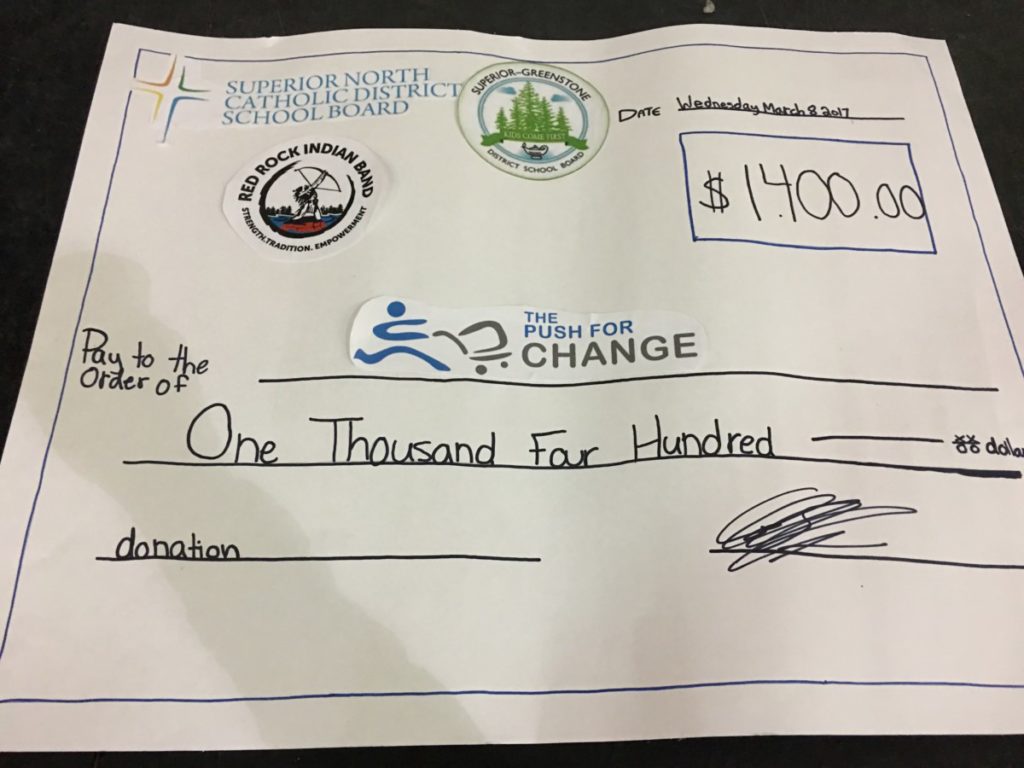 SUPERIOR NORTH
CATHOLIC DISTRICT
SCHOOL BOARD
SUPERIOR-GREENSTONE
KIDS COME FIRST
DISTRICT SCHOOL BOARD
DATE Wednesday March 8 2017
RED ROCK INDIAN BAND
STRENGTH.TRADITION. EMPOWERMENT
$ 1400.00
THE
PUSH FOR
CHANGE
Pay to the
Order of
One Thousand Four Hundred dolla
donation